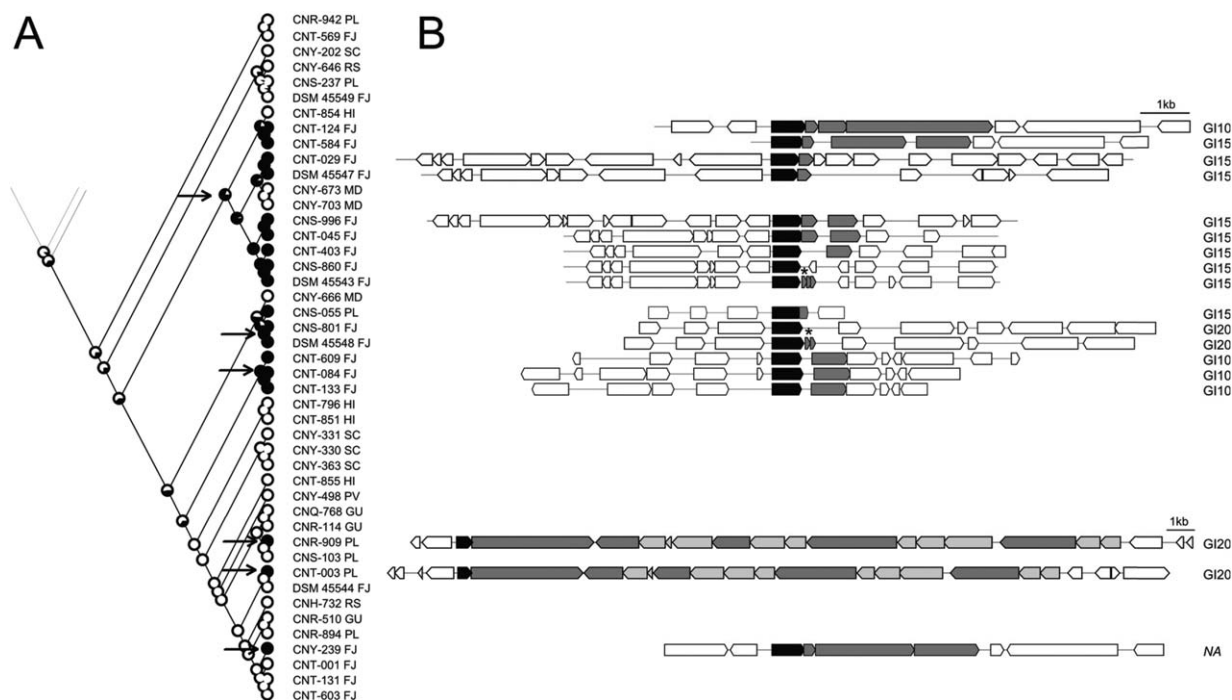 A
B
CNR-942 PL
CNT-569 FJ
CNY-202 SC
CNY-646 RS
CNS-237 PL
DSM 45549 FJ
CNT-854 HI
1kb
CNT-124 FJ GI10
CNT-584 FJ GI15
CNT-029 FJ GI15
DSM 45547 FJ GI15
CNY-673 MD
CNY-703 MD
CNS-996 FJ GI15
CNT-045 FJ GI15
CNT-403 FJ GI15
CNS-860 FJ * GI15
DSM 45543 FJ GI15
CNY-666 MD
CNS-055 PL GI15
CNS-801 FJ * GI20
DSM 45548 FJ GI20
CNT-609 FJ GI10
CNT-084 FJ GI10
CNT-133 FJ GI10
CNT-796 HI
CNT-851 HI
CNY-331 SC
CNY-330 SC
CNY-363 SC
CNT-855 HI
CNY-498 PV
CNQ-768 GU
CNR-114 GU
1kb
CNR-909 PL GI20
CNS-103 PL
CNT-003 PL GI20
DSM 45544 FJ
CNH-732 RS
CNR-510 GU
CNR-894 PL
CNY-239 FJ NA
CNT-001 FJ
CNT-131 FJ
CNT-603 FJ